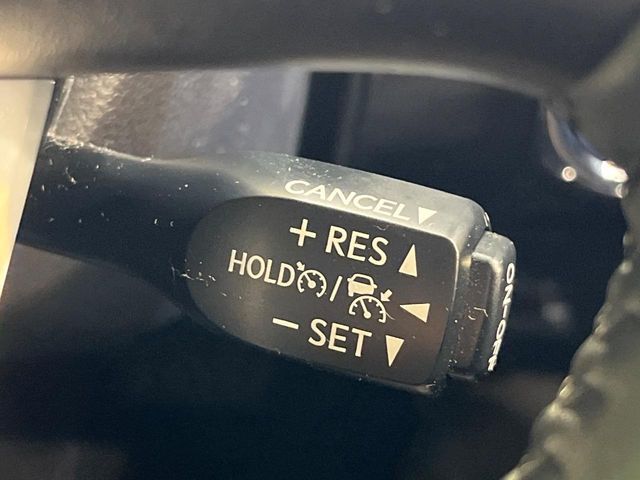 CANCEL▼
+ RES ▲
HOLD / ◀
− SET ▼
ON-OFF